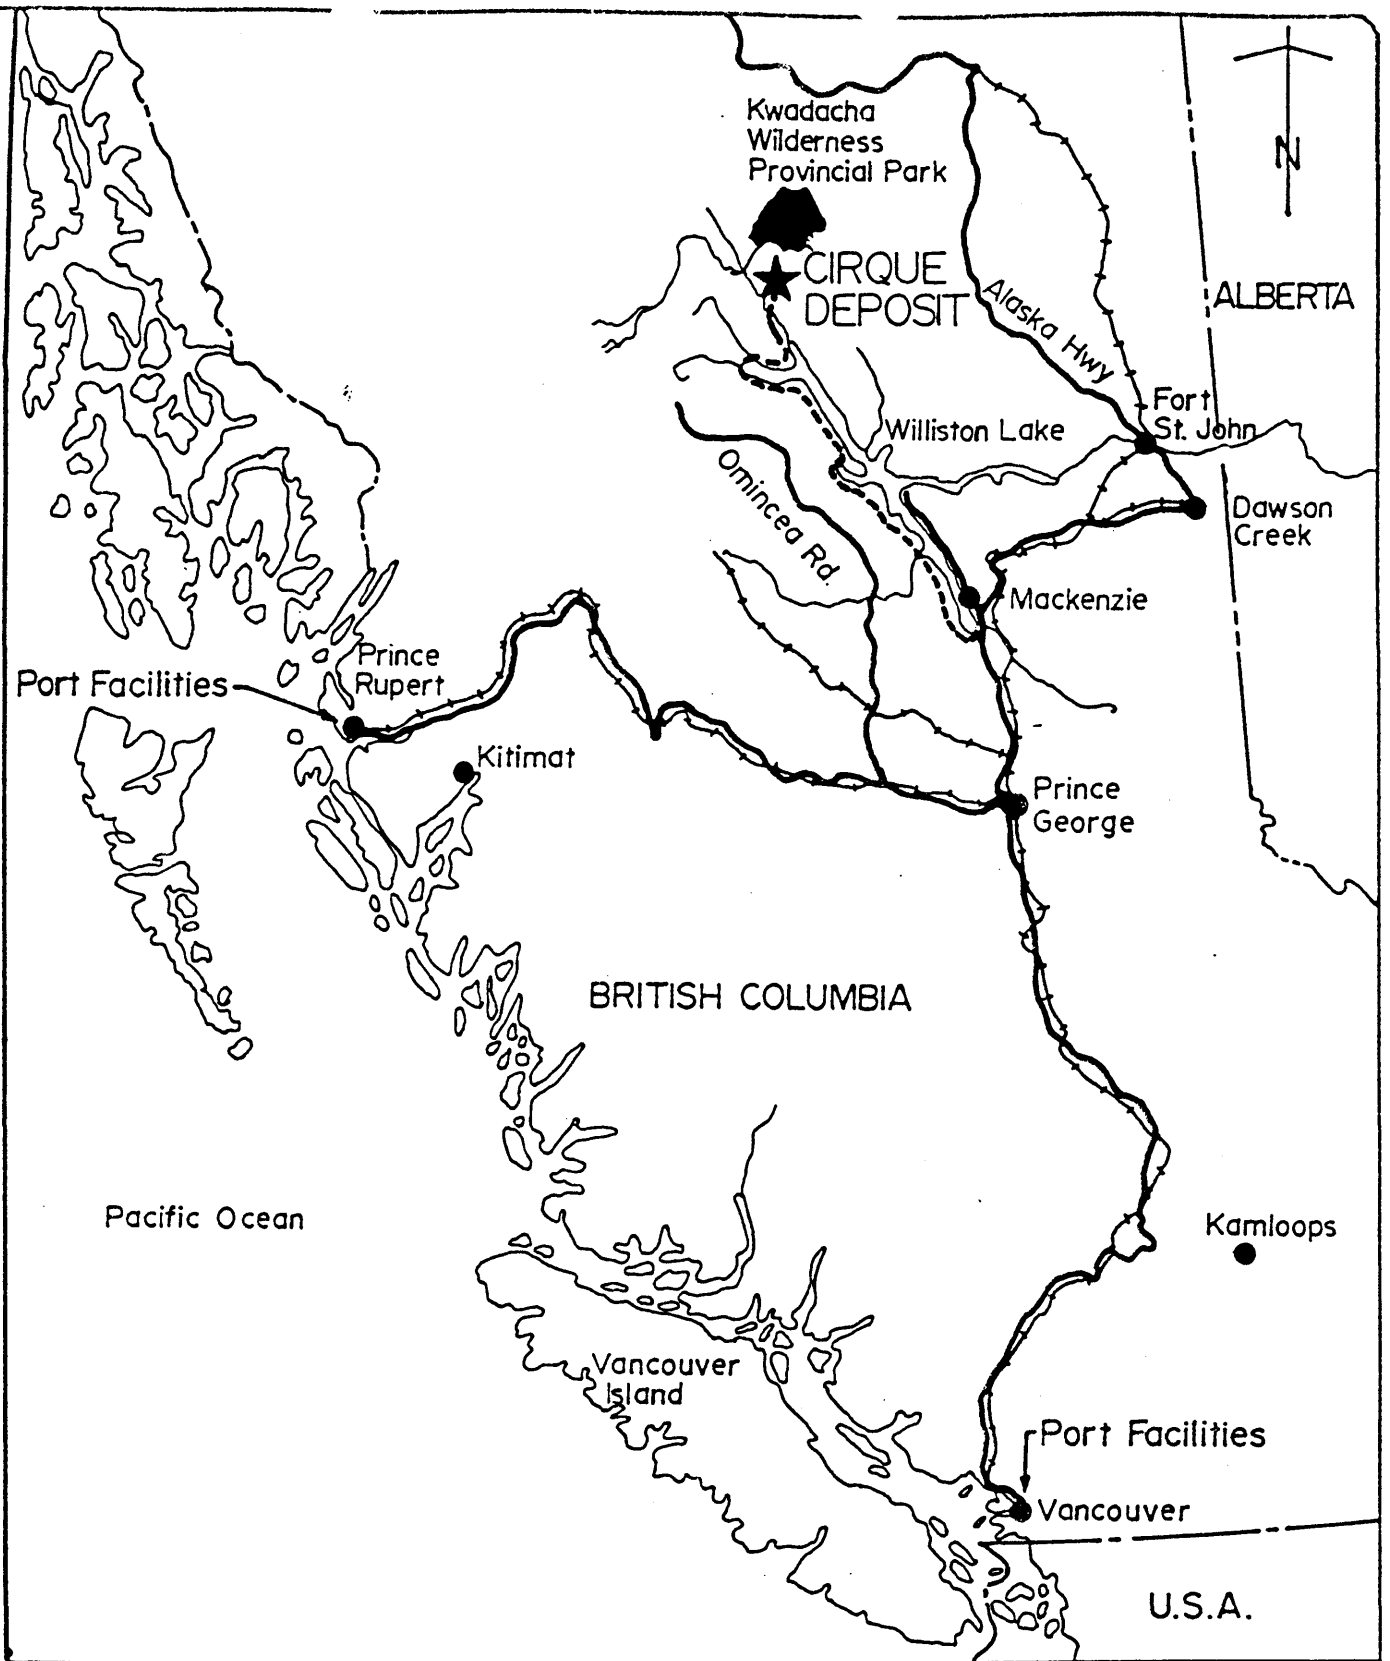 Kwadacha
Wilderness
Provincial Park
N
CIRQUE
DEPOSIT
ALBERTA
Alaska Hwy
Fort
St. John
Williston Lake
Omincea Rd.
Dawson
Creek
Mackenzie
Prince
Rupert
Port Facilities
Kitimat
Prince
George
BRITISH COLUMBIA
Pacific Ocean
Kamloops
Vancouver
Island
Port Facilities
Vancouver
U.S.A.